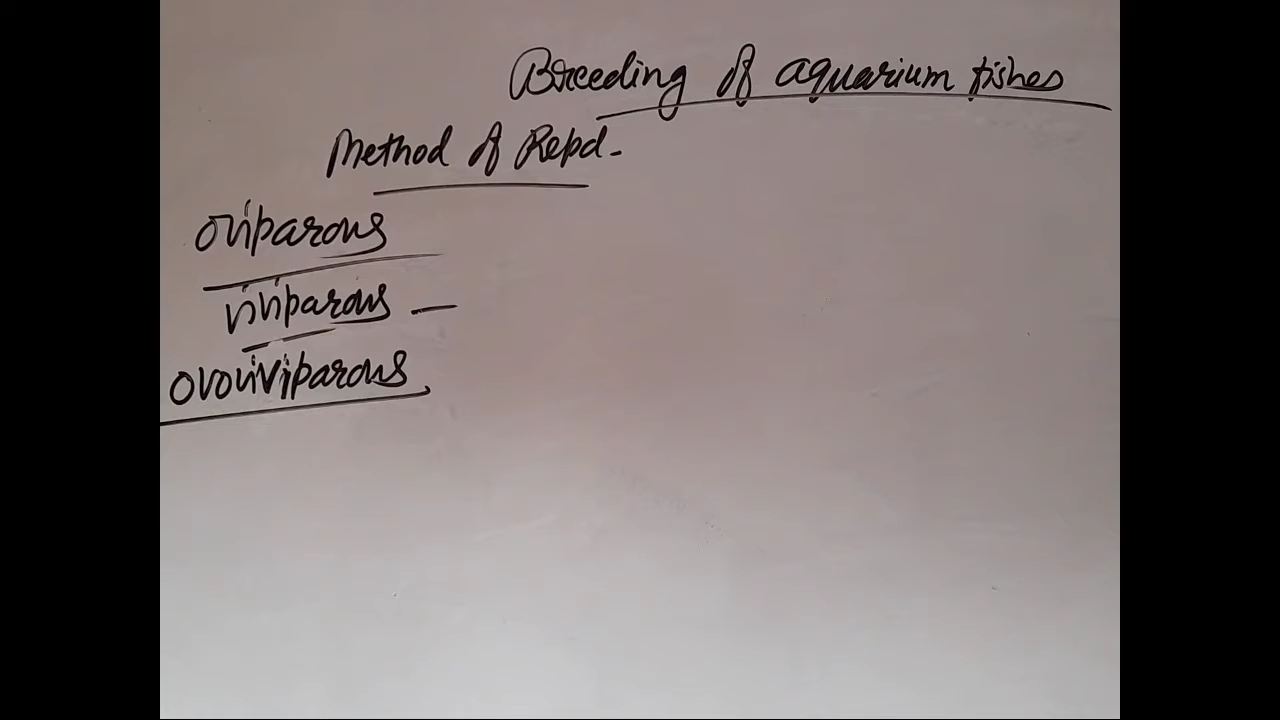 Breeding of aquarium fishes
Method of Repd-
oviparous
viviparous —
ovoviviparous